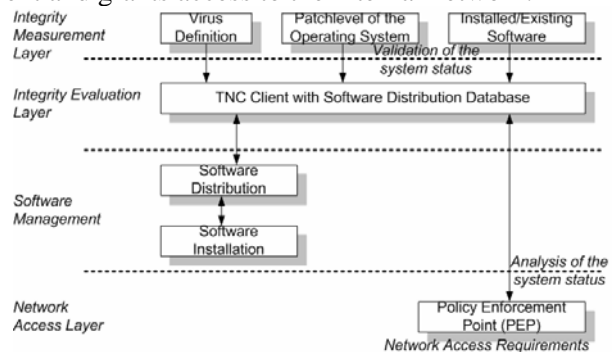 Integrity
Measurement
Layer
Virus
Definition
Patchlevel of the
Operating System
Installed/Existing
Software
Validation of the
system status
Integrity Evaluation
Layer
TNC Client with Software Distribution Database
Software
Distribution
Software
Management
Software
Installation
Analysis of the
system status
Network
Access Layer
Policy Enforcement
Point (PEP)
Network Access Requirements